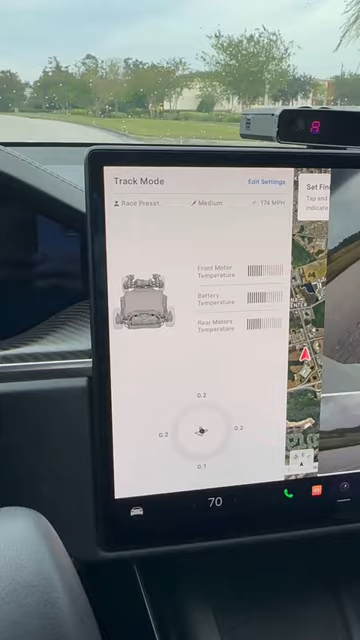 A
Track Mode
Edit Settings
Race Preset
Medium
174 MPH
Set Fin
Tap and
indicate
Front Motor
Temperature
Battery
Temperature
Rear Motors
Temperature
ENTER
0.3
0.2
0.2
0.1
70